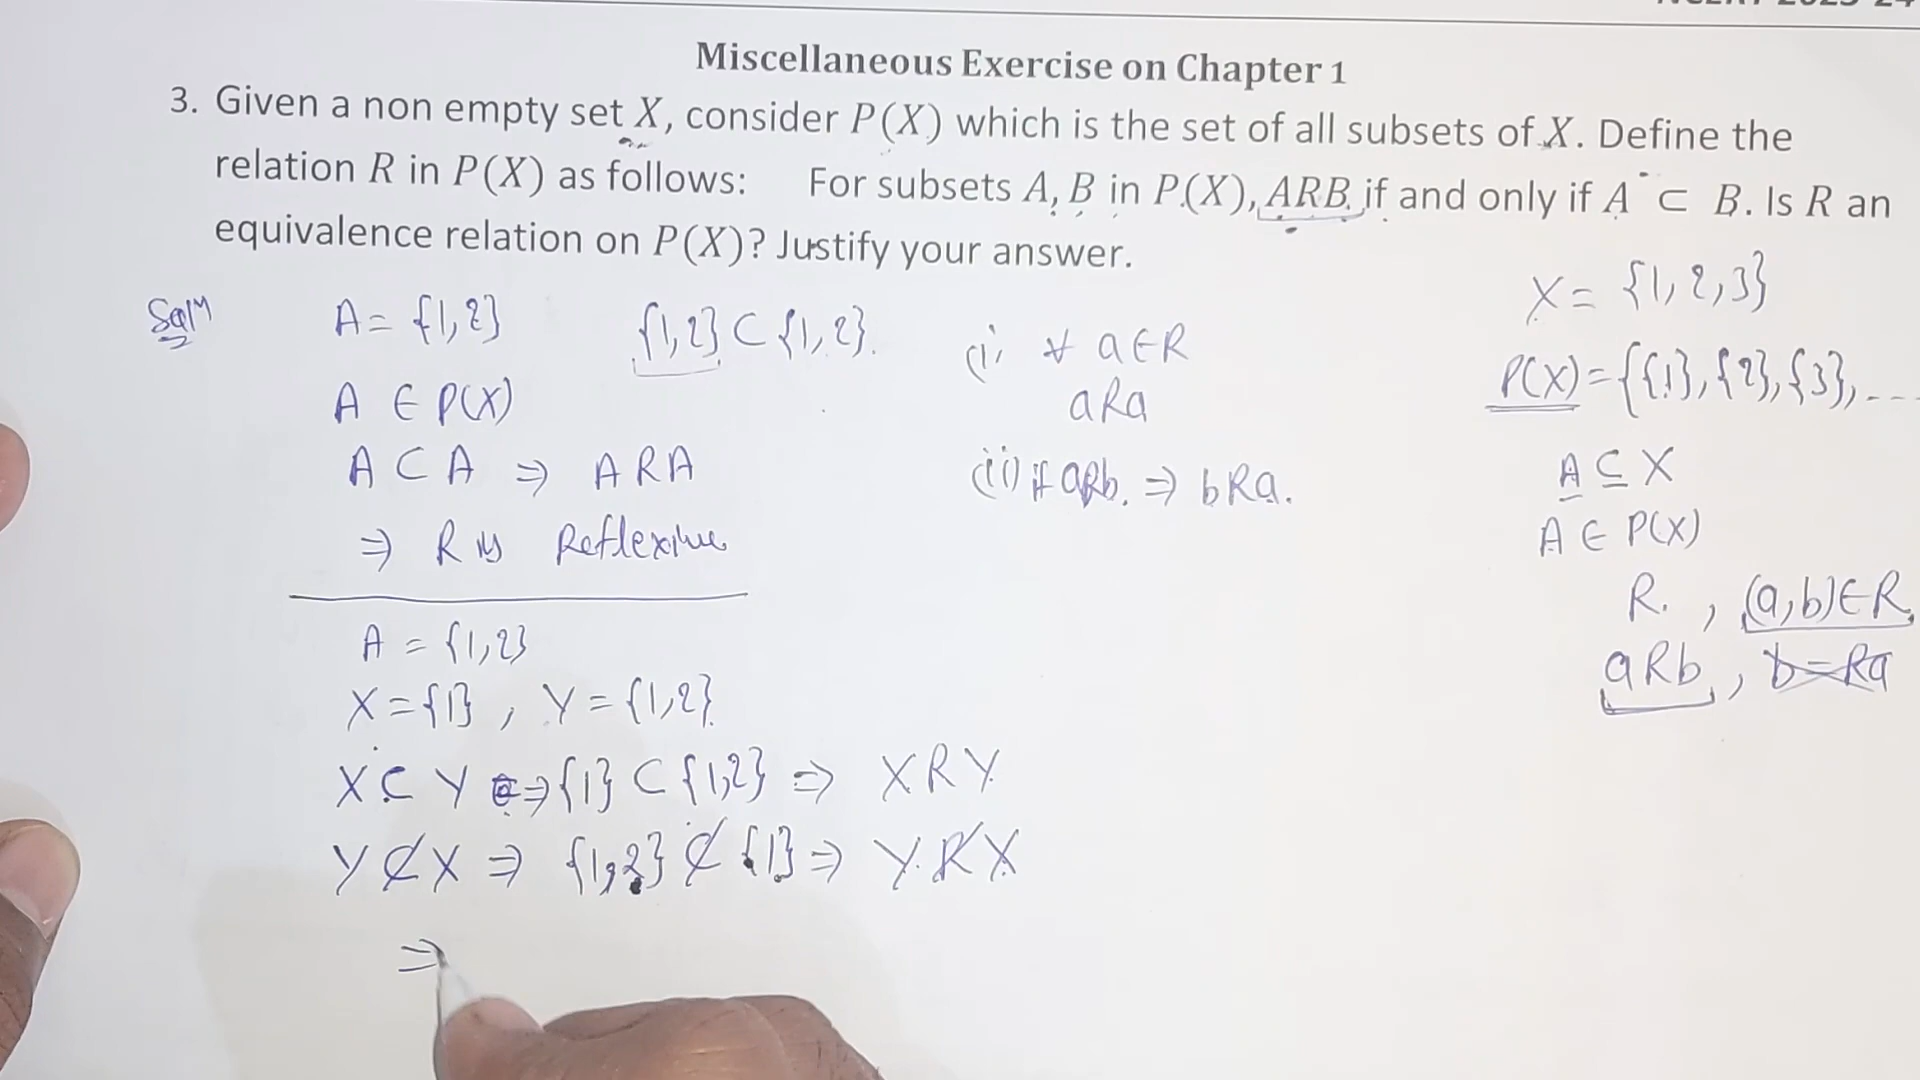 Miscellaneous Exercise on Chapter 1
3. Given a non empty set X, consider P(X) which is the set of all subsets of X. Define the
relation R in P(X) as follows: For subsets A, B in P(X), ARB if and only if A ⊂ B. Is R an
equivalence relation on P(X)? Justify your answer.
Solⁿ
A = {1,2} {1,2} ⊂ {1,2}.
A ∈ P(X)
A ⊂ A ⇒ A R A
⇒ R is Reflexive
(i) ∀ a∈R
aRa
(ii) if aRb. ⇒ bRa.
X = {1,2,3}
P(X) = {{1},{2},{3},---
A ⊆ X
A ∈ P(X)
R. , (a,b)∈R,
aRb, b=Ra
A = {1,2}
X = {1} , Y = {1,2}
X ⊂ Y ⇒ {1} ⊂ {1,2} ⇒ X R Y
Y ⊄ X ⇒ {1,2} ⊄ {1} ⇒ Y R̸ X
⇒